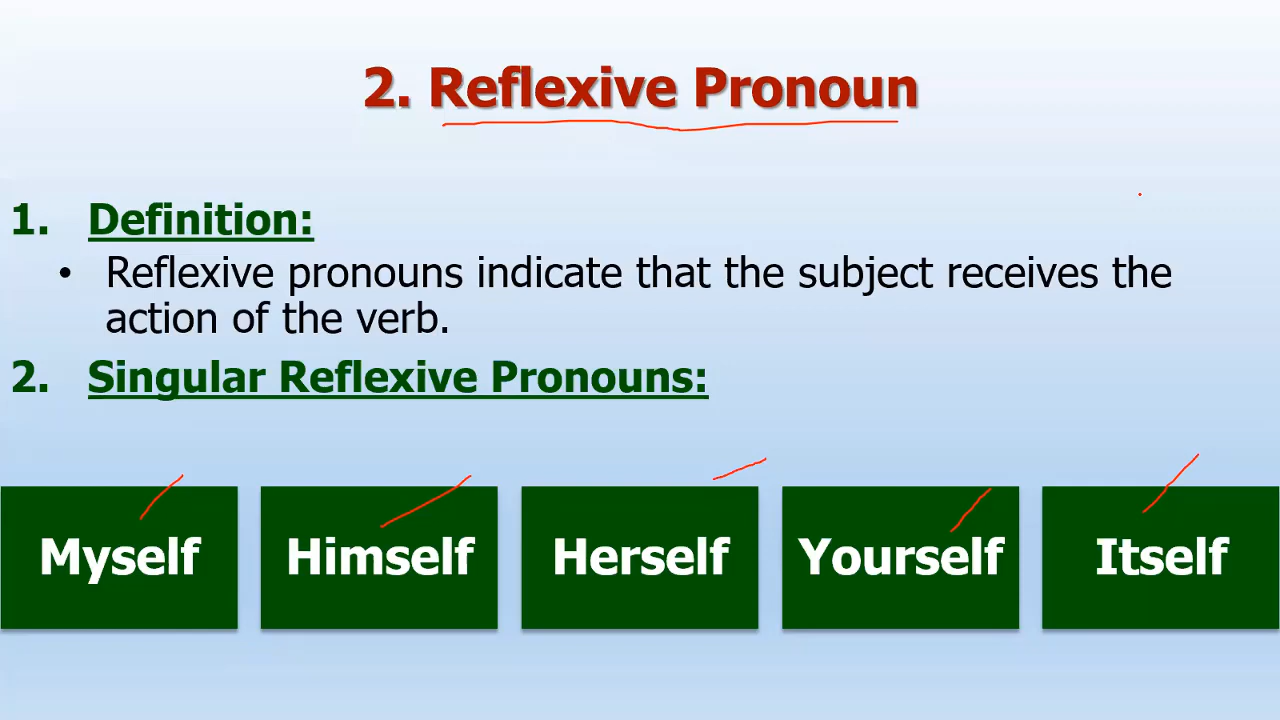 2. Reflexive Pronoun
1. Definition:
• Reflexive pronouns indicate that the subject receives the
action of the verb.
2. Singular Reflexive Pronouns:
Myself Himself Herself Yourself Itself